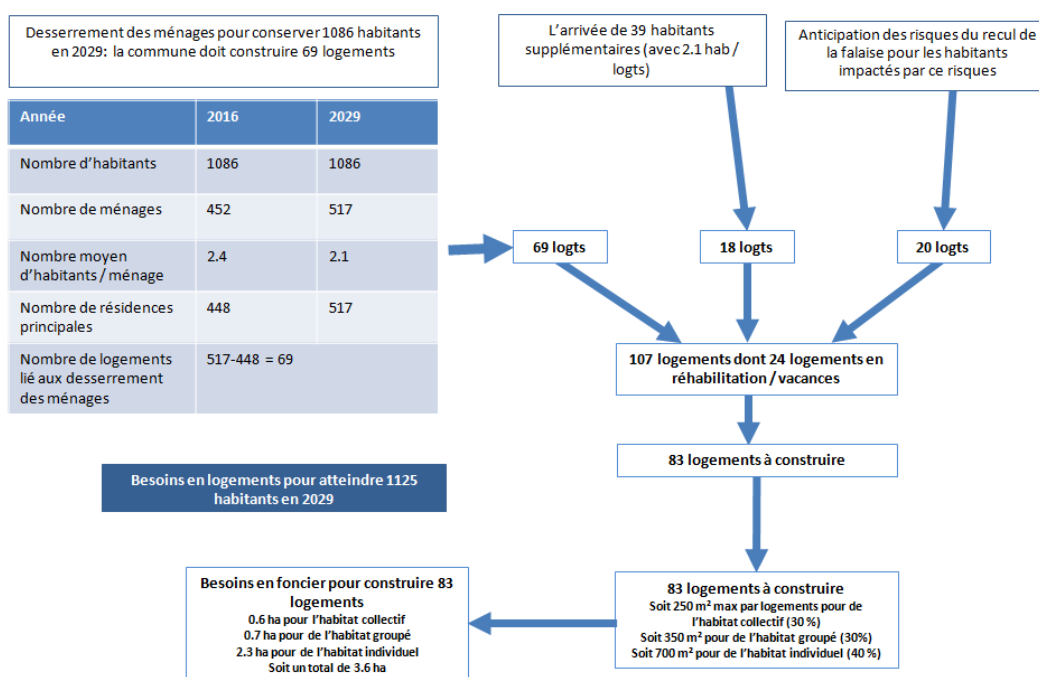 Desserrement des ménages pour conserver 1086 habitants
en 2029: la commune doit construire 69 logements
L'arrivée de 39 habitants
supplémentaires (avec 2.1 hab /
logts)
Anticipation des risques du recul de
la falaise pour les habitants
impactés par ce risques
Année 2016 2029
Nombre d'habitants 1086 1086
Nombre de ménages 452 517
Nombre moyen
d'habitants / ménage 2.4 2.1
Nombre de résidences
principales 448 517
Nombre de logements
lié aux desserrement
des ménages 517-448 = 69
69 logts
18 logts
20 logts
107 logements dont 24 logements en
réhabilitation / vacances
83 logements à construire
Besoins en logements pour atteindre 1125
habitants en 2029
Besoins en foncier pour construire 83
logements
0.6 ha pour l'habitat collectif
0.7 ha pour de l'habitat groupé
2.3 ha pour de l'habitat individuel
Soit un total de 3.6 ha
83 logements à construire
Soit 250 m² max par logements pour de
l'habitat collectif (30 %)
Soit 350 m² pour de l'habitat groupé (30%)
Soit 700 m² pour de l'habitat individuel (40 %)